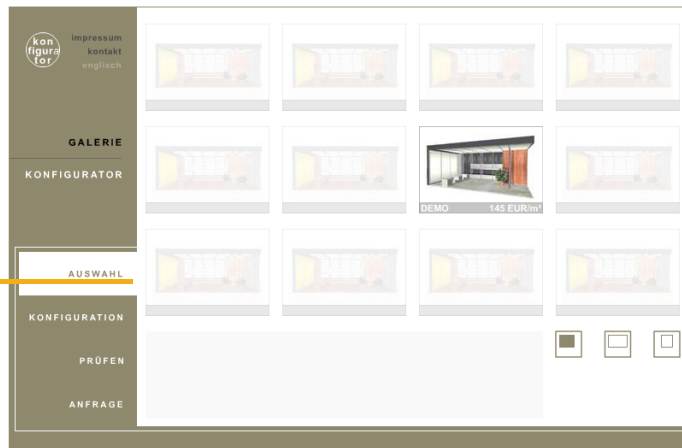 kon
figura
tor
impressum
kontakt
englisch
GALERIE
KONFIGURATOR
DEMO 145 EUR/m²
AUSWAHL
KONFIGURATION
PRÜFEN
ANFRAGE